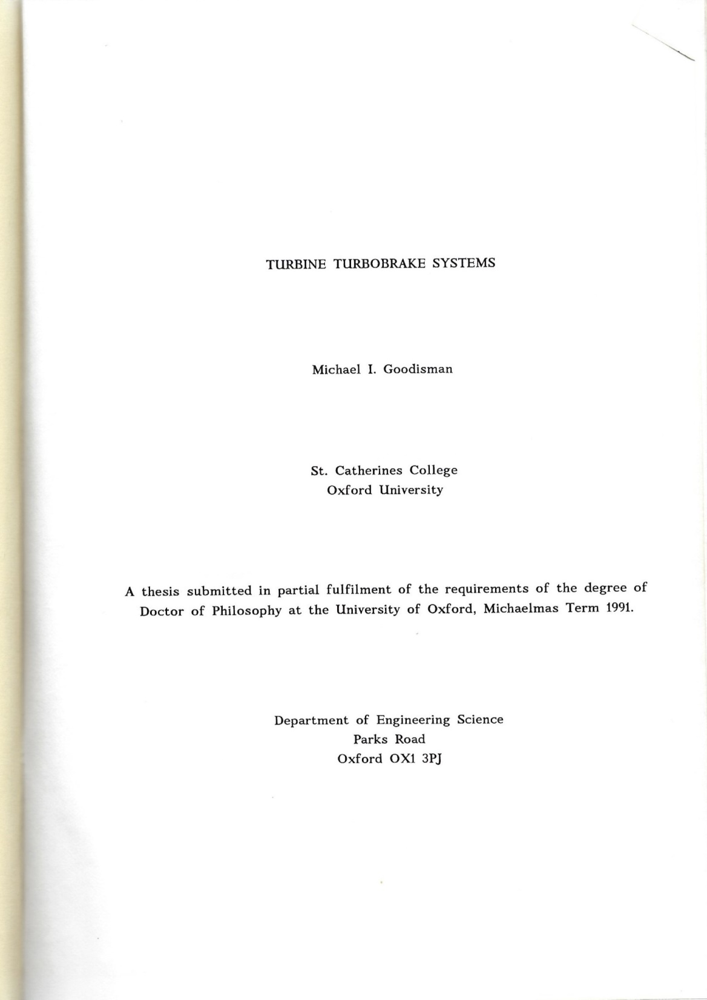 TURBINE TURBOBRAKE SYSTEMS
Michael I. Goodisman
St. Catherines College
Oxford University
A thesis submitted in partial fulfilment of the requirements of the degree of
Doctor of Philosophy at the University of Oxford, Michaelmas Term 1991.
Department of Engineering Science
Parks Road
Oxford OX1 3PJ